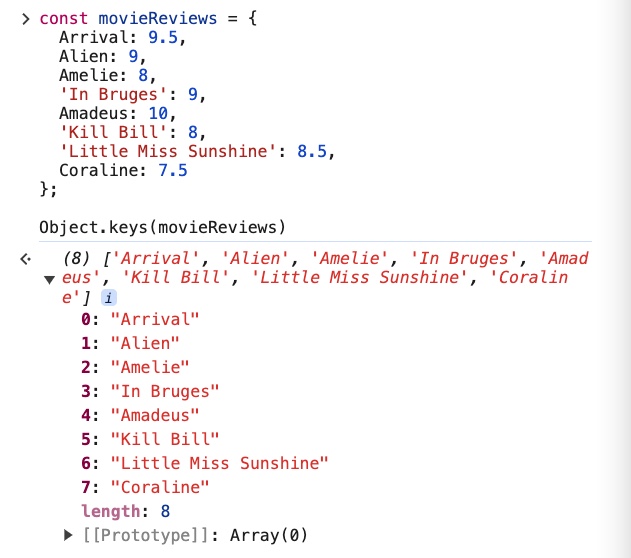 const movieReviews = {
  Arrival: 9.5,
  Alien: 9,
  Amelie: 8,
  'In Bruges': 9,
  Amadeus: 10,
  'Kill Bill': 8,
  'Little Miss Sunshine': 8.5,
  Coraline: 7.5
};
Object.keys(movieReviews)
(8) ['Arrival', 'Alien', 'Amelie', 'In Bruges', 'Amad
eus', 'Kill Bill', 'Little Miss Sunshine', 'Coralin
e'] i
0: "Arrival"
1: "Alien"
2: "Amelie"
3: "In Bruges"
4: "Amadeus"
5: "Kill Bill"
6: "Little Miss Sunshine"
7: "Coraline"
length: 8
[[Prototype]]: Array(0)